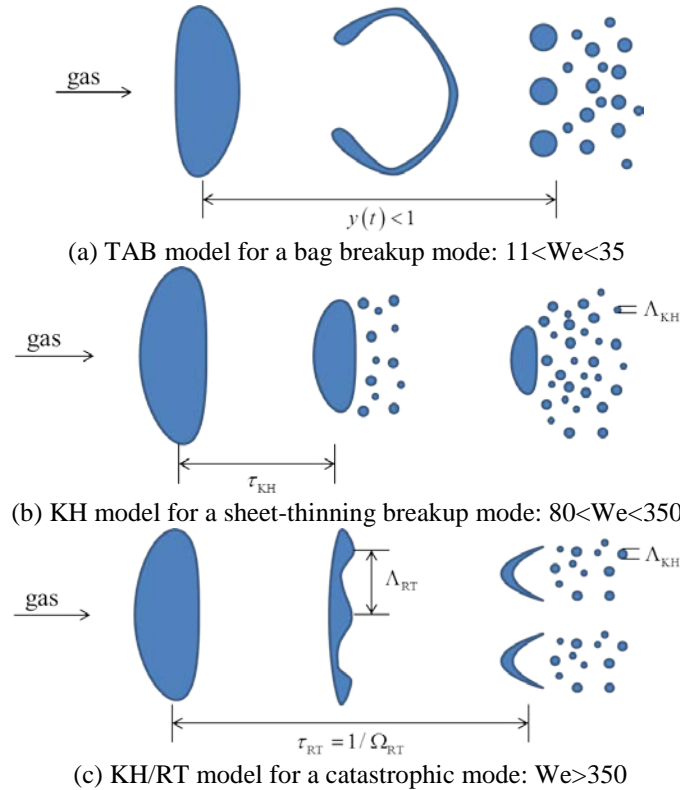 gas
y(t) < 1
(a) TAB model for a bag breakup mode: 11<We<35
gas
Λ_KH
τ_KH
(b) KH model for a sheet-thinning breakup mode: 80<We<350
gas
Λ_RT
Λ_KH
τ_RT = 1/Ω_RT
(c) KH/RT model for a catastrophic mode: We>350